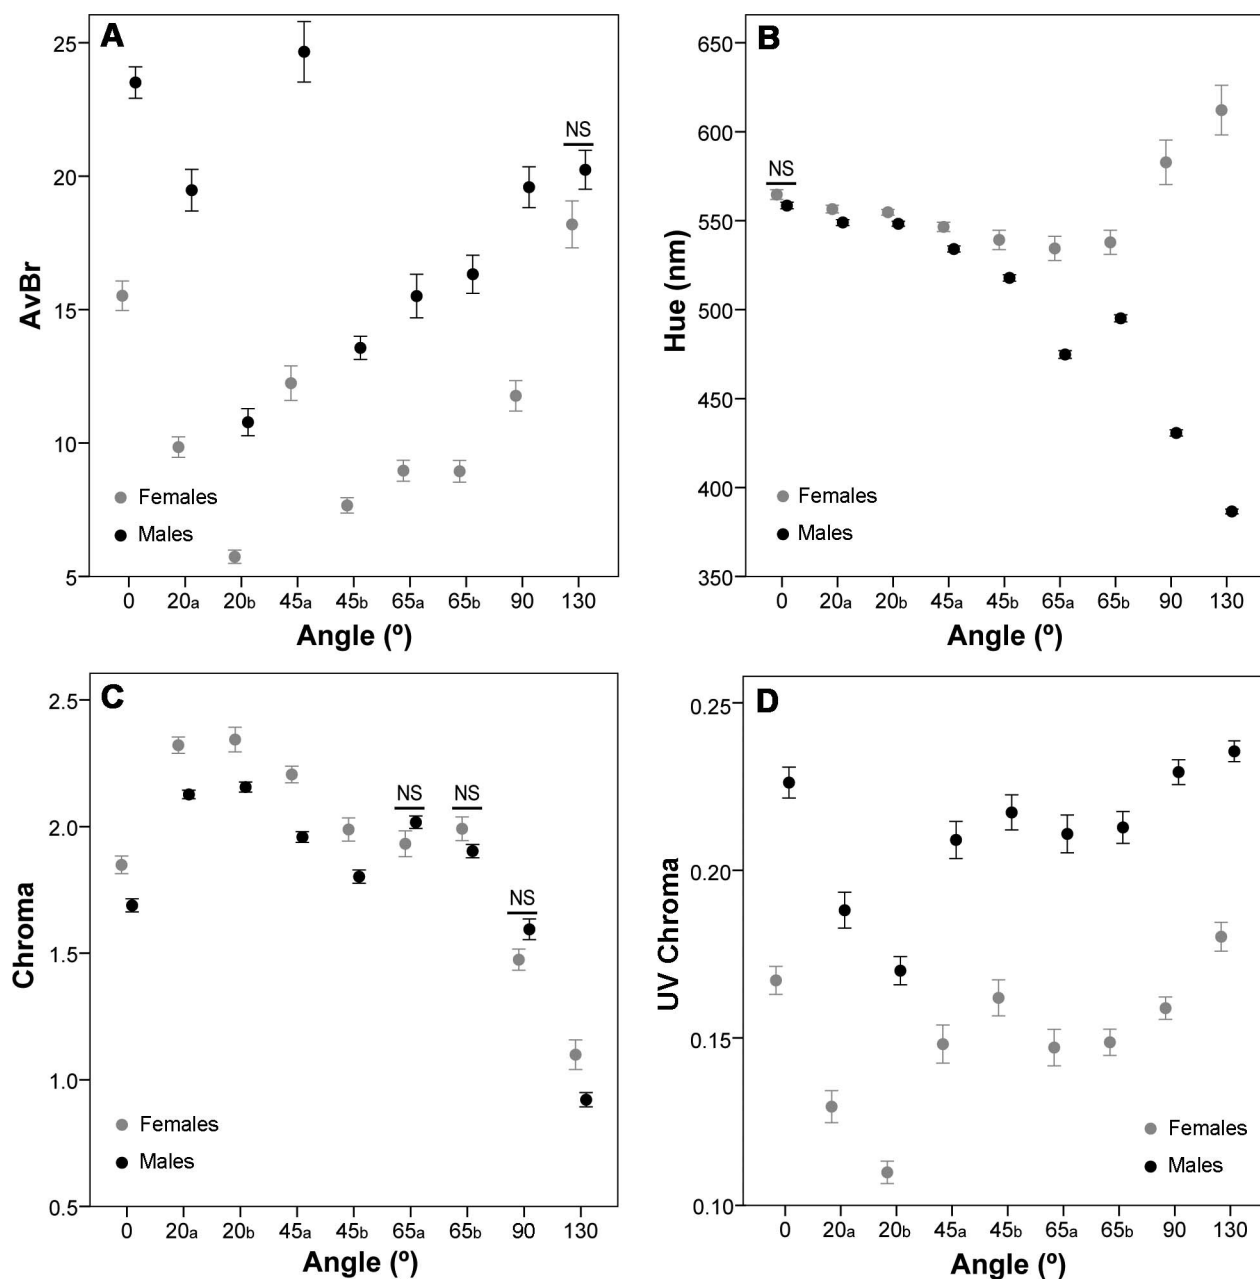 A
25
20
15
10
5
AvBr
NS
Females
Males
0 20a 20b 45a 45b 65a 65b 90 130
Angle (º)
B
650
600
550
500
450
400
350
Hue (nm)
NS
Females
Males
0 20a 20b 45a 45b 65a 65b 90 130
Angle (º)
C
2.5
2.0
1.5
1.0
0.5
Chroma
NS NS
NS
Females
Males
0 20a 20b 45a 45b 65a 65b 90 130
Angle (º)
D
0.25
0.20
0.15
0.10
UV Chroma
Females
Males
0 20a 20b 45a 45b 65a 65b 90 130
Angle (º)